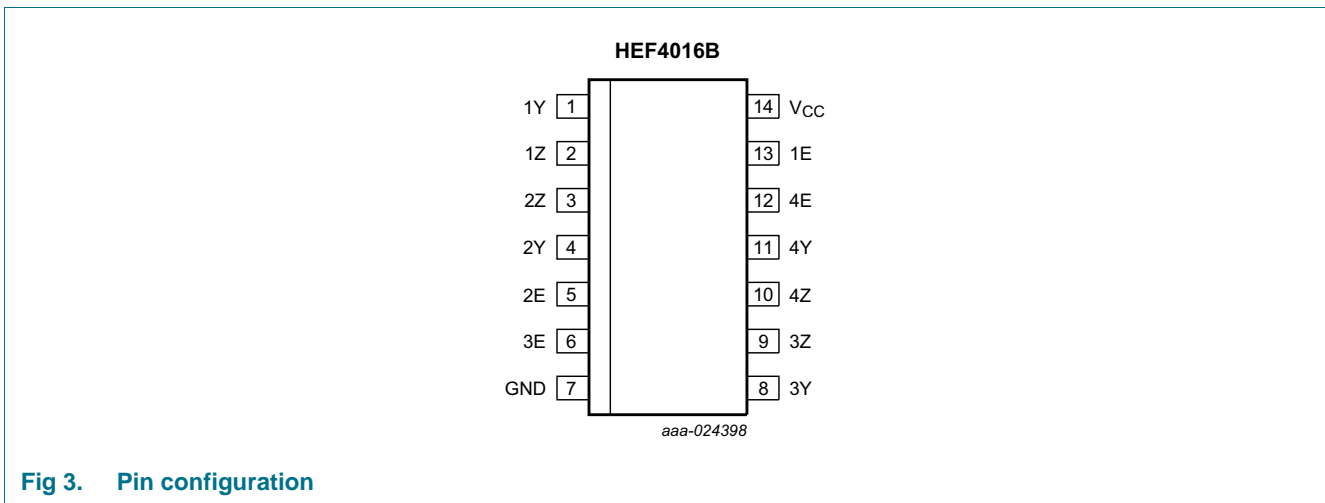 HEF4016B
1Y 1 14 VCC
1Z 2 13 1E
2Z 3 12 4E
2Y 4 11 4Y
2E 5 10 4Z
3E 6 9 3Z
GND 7 8 3Y
aaa-024398
Fig 3. Pin configuration